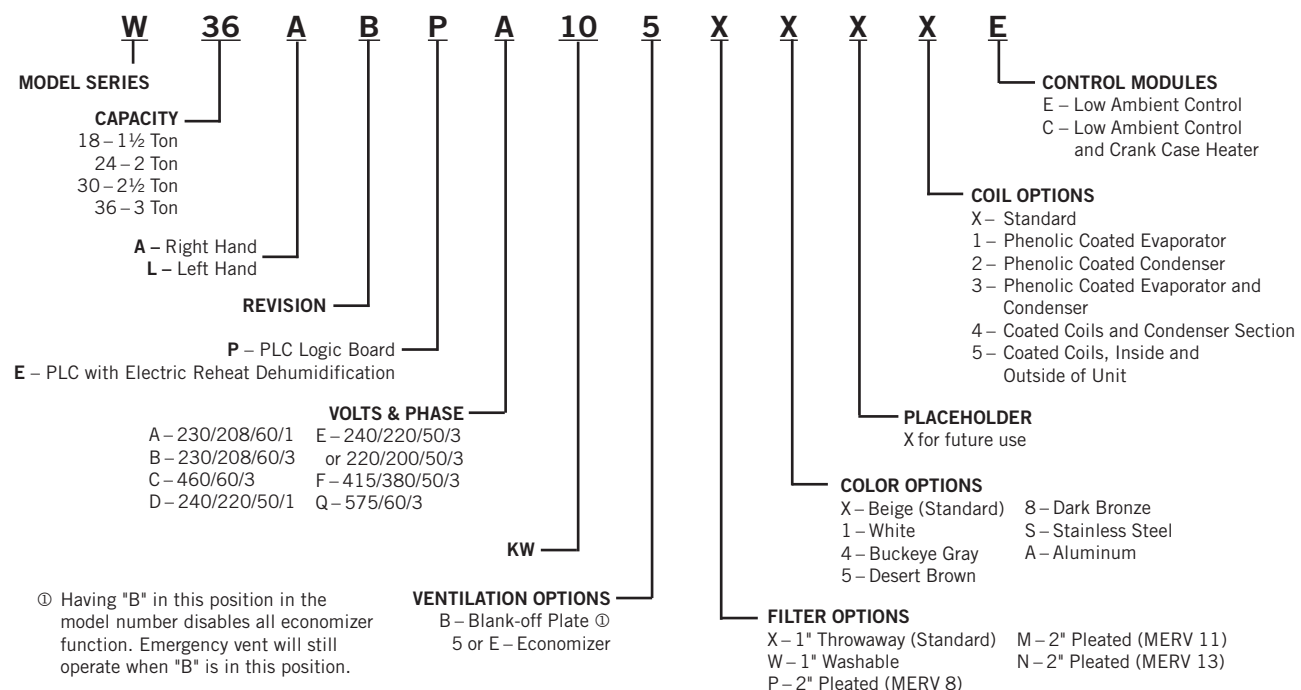 W 36 A B P A 10 5 X X X X E
MODEL SERIES
CAPACITY
18 – 1½ Ton
24 – 2 Ton
30 – 2½ Ton
36 – 3 Ton
A – Right Hand
L – Left Hand
REVISION
P – PLC Logic Board
E – PLC with Electric Reheat Dehumidification
VOLTS & PHASE
A – 230/208/60/1 E – 240/220/50/3
B – 230/208/60/3 or 220/200/50/3
C – 460/60/3 F – 415/380/50/3
D – 240/220/50/1 Q – 575/60/3
KW
VENTILATION OPTIONS
B – Blank-off Plate ①
5 or E – Economizer
① Having "B" in this position in the
model number disables all economizer
function. Emergency vent will still
operate when "B" is in this position.
FILTER OPTIONS
X – 1" Throwaway (Standard) M – 2" Pleated (MERV 11)
W – 1" Washable N – 2" Pleated (MERV 13)
P – 2" Pleated (MERV 8)
COLOR OPTIONS
X – Beige (Standard) 8 – Dark Bronze
1 – White S – Stainless Steel
4 – Buckeye Gray A – Aluminum
5 – Desert Brown
PLACEHOLDER
X for future use
COIL OPTIONS
X – Standard
1 – Phenolic Coated Evaporator
2 – Phenolic Coated Condenser
3 – Phenolic Coated Evaporator and
Condenser
4 – Coated Coils and Condenser Section
5 – Coated Coils, Inside and
Outside of Unit
CONTROL MODULES
E – Low Ambient Control
C – Low Ambient Control
and Crank Case Heater